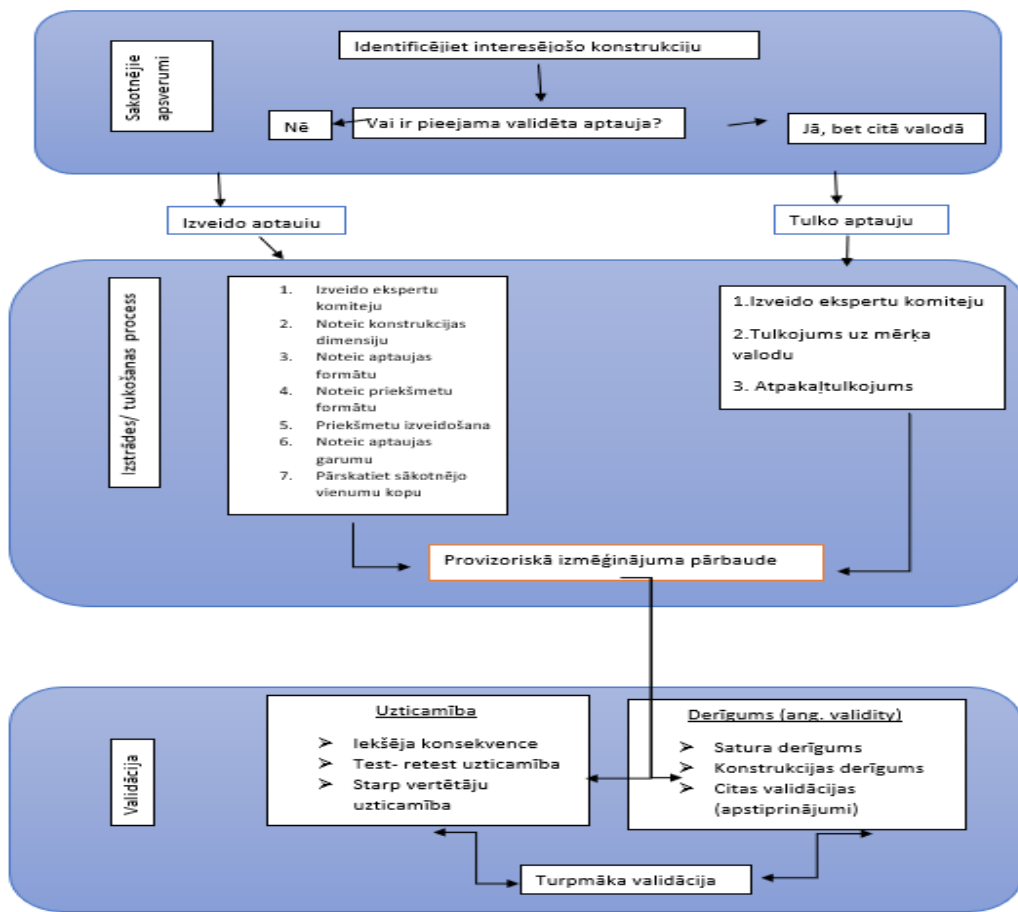 Identificējiet interesējošo konstrukciju
Sakotnējie
apsverumi
Nē
Vai ir pieejama validēta aptauja?
Jā, bet citā valodā
Izveido aptauju
Tulko aptauju
Izstrādes/ tukošanas process
1. Izveido ekspertu
komiteju
2. Noteic konstrukcijas
dimensiju
3. Noteic aptaujas
formātu
4. Noteic priekšmetu
formātu
5. Priekšmetu izveidošana
6. Noteic aptaujas
garumu
7. Pārskatiet sākotnējo
vienumu kopu
1.Izveido ekspertu komiteju
2.Tulkojums uz mērķa
valodu
3. Atpakaļtulkojums
Provizoriskā izmēģinājuma pārbaude
Validācija
Uzticamība
➢ Iekšēja konsekvence
➢ Test- retest uzticamība
➢ Starp vertētāju
uzticamība
Derīgums (ang. validity)
➢ Satura derīgums
➢ Konstrukcijas derīgums
➢ Citas validācijas
(apstiprinājumi)
Turpmāka validācija